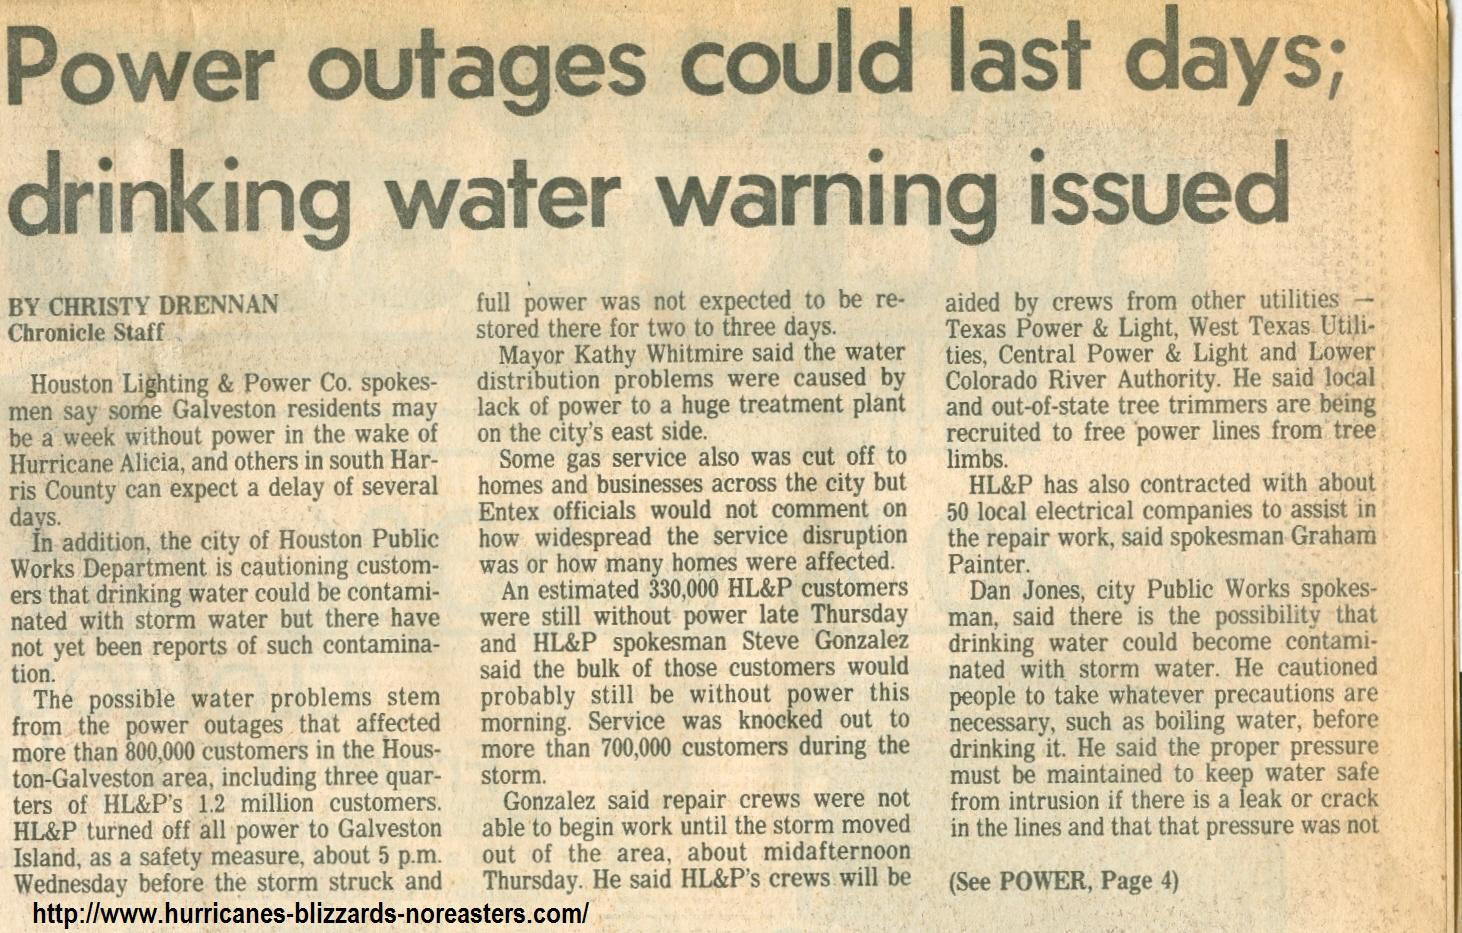 Power outages could last days;
drinking water warning issued
BY CHRISTY DRENNAN
Chronicle Staff
Houston Lighting & Power Co. spokes-
men say some Galveston residents may
be a week without power in the wake of
Hurricane Alicia, and others in south Har-
ris County can expect a delay of several
days.
In addition, the city of Houston Public
Works Department is cautioning custom-
ers that drinking water could be contami-
nated with storm water but there have
not yet been reports of such contamina-
tion.
The possible water problems stem
from the power outages that affected
more than 800,000 customers in the Hous-
ton-Galveston area, including three quar-
ters of HL&P's 1.2 million customers.
HL&P turned off all power to Galveston
Island, as a safety measure, about 5 p.m.
Wednesday before the storm struck and
full power was not expected to be re-
stored there for two to three days.
Mayor Kathy Whitmire said the water
distribution problems were caused by
lack of power to a huge treatment plant
on the city's east side.
Some gas service also was cut off to
homes and businesses across the city but
Entex officials would not comment on
how widespread the service disruption
was or how many homes were affected.
An estimated 330,000 HL&P customers
were still without power late Thursday
and HL&P spokesman Steve Gonzalez
said the bulk of those customers would
probably still be without power this
morning. Service was knocked out to
more than 700,000 customers during the
storm.
Gonzalez said repair crews were not
able to begin work until the storm moved
out of the area, about midafternoon
Thursday. He said HL&P's crews will be
aided by crews from other utilities —
Texas Power & Light, West Texas Utili-
ties, Central Power & Light and Lower
Colorado River Authority. He said local
and out-of-state tree trimmers are being
recruited to free power lines from tree
limbs.
HL&P has also contracted with about
50 local electrical companies to assist in
the repair work, said spokesman Graham
Painter.
Dan Jones, city Public Works spokes-
man, said there is the possibility that
drinking water could become contami-
nated with storm water. He cautioned
people to take whatever precautions are
necessary, such as boiling water, before
drinking it. He said the proper pressure
must be maintained to keep water safe
from intrusion if there is a leak or crack
in the lines and that that pressure was not
(See POWER, Page 4)
http://www.hurricanes-blizzards-noreasters.com/